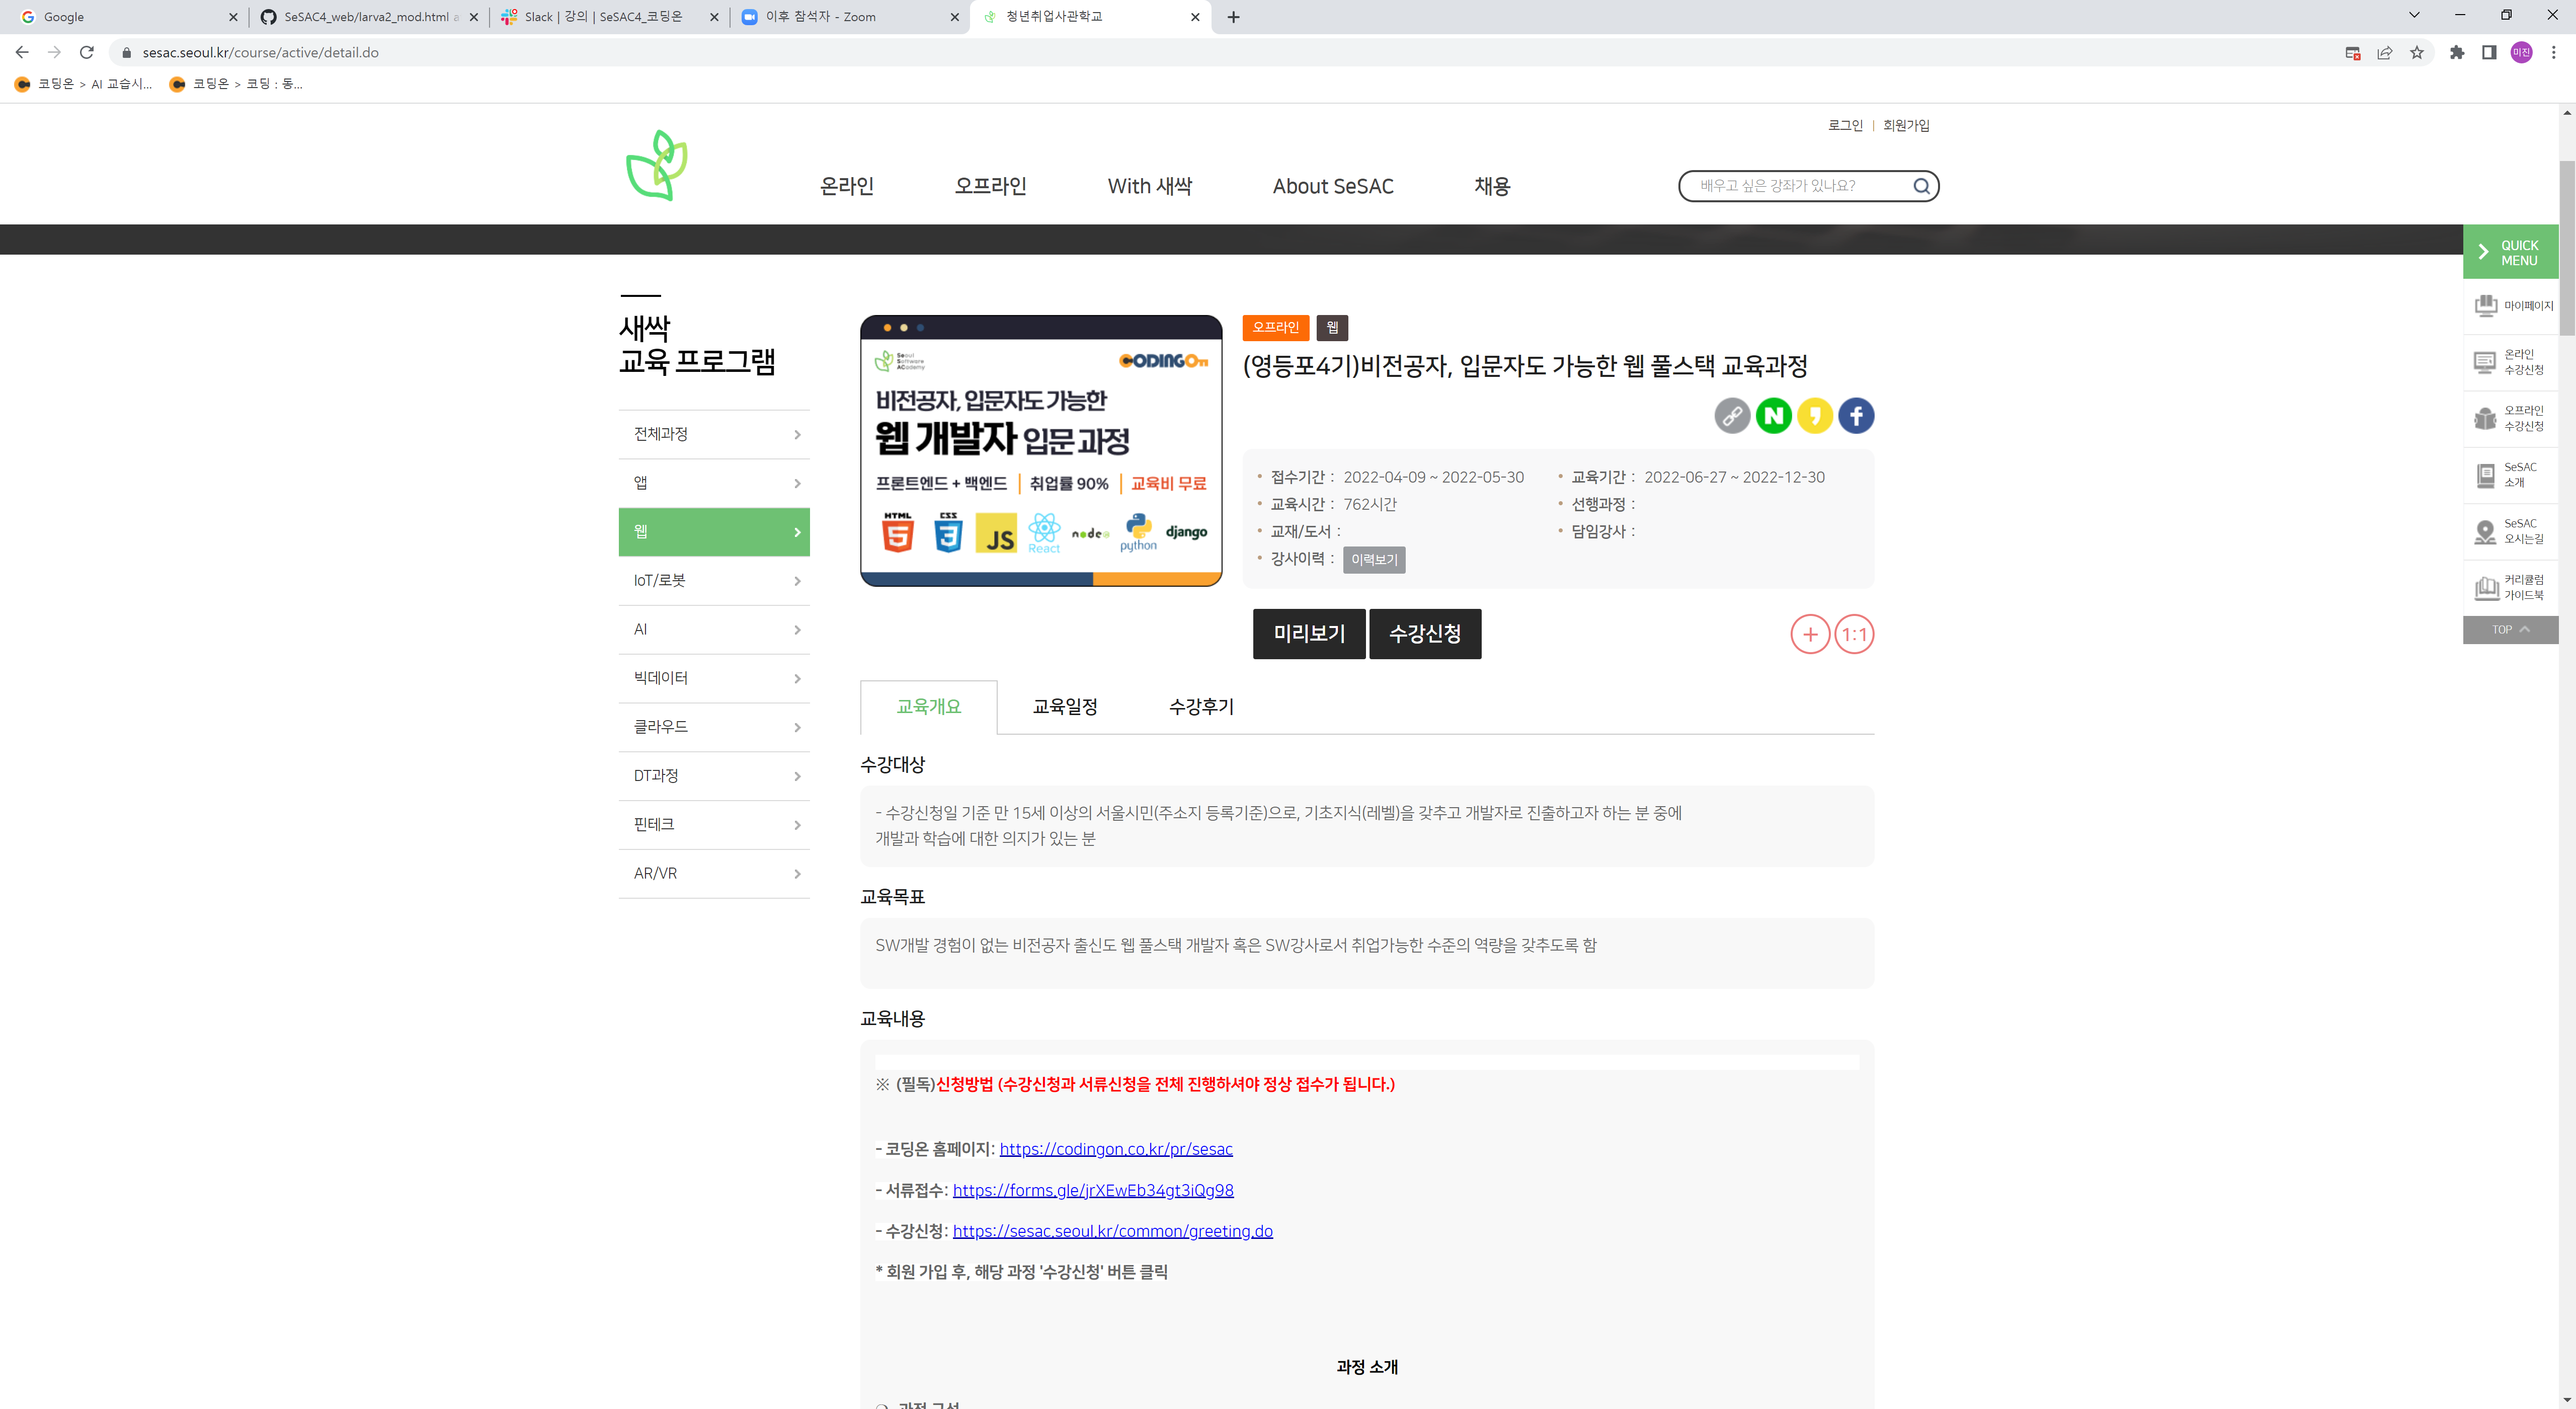 Google
SeSAC4_web/larva2_mod.html a
Slack | 강의 | SeSAC4_코딩온
이후 참석자 - Zoom
청년취업사관학교
sesac.seoul.kr/course/active/detail.do
미진
코딩온 > AI 교습시...
코딩온 > 코딩 : 동...
로그인 | 회원가입
온라인
오프라인
With 새싹
About SeSAC
채용
배우고 싶은 강좌가 있나요?
QUICK
MENU
마이페이지
온라인
수강신청
오프라인
수강신청
SeSAC
소개
SeSAC
오시는길
커리큘럼
가이드북
TOP
새싹
교육 프로그램
전체과정
앱
웹
IoT/로봇
AI
빅데이터
클라우드
DT과정
핀테크
AR/VR
Seoul
Software
ACademy
CODINGOn
비전공자, 입문자도 가능한
웹 개발자 입문 과정
프론트엔드 + 백엔드 | 취업률 90% | 교육비 무료
HTML
5
CSS
3
JS
React
node
python
django
오프라인
웹
(영등포4기)비전공자, 입문자도 가능한 웹 풀스택 교육과정
N
f
• 접수기간 : 2022-04-09 ~ 2022-05-30
• 교육기간 : 2022-06-27 ~ 2022-12-30
• 교육시간 : 762시간
• 선행과정 :
• 교재/도서 :
• 담임강사 :
• 강사이력 : 이력보기
미리보기
수강신청
+
1:1
교육개요
교육일정
수강후기
수강대상
- 수강신청일 기준 만 15세 이상의 서울시민(주소지 등록기준)으로, 기초지식(레벨)을 갖추고 개발자로 진출하고자 하는 분 중에
개발과 학습에 대한 의지가 있는 분
교육목표
SW개발 경험이 없는 비전공자 출신도 웹 풀스택 개발자 혹은 SW강사로서 취업가능한 수준의 역량을 갖추도록 함
교육내용
※ (필독)신청방법 (수강신청과 서류신청을 전체 진행하셔야 정상 접수가 됩니다.)
- 코딩온 홈페이지: https://codingon.co.kr/pr/sesac
- 서류접수: https://forms.gle/jrXEwEb34gt3iQg98
- 수강신청: https://sesac.seoul.kr/common/greeting.do
* 회원 가입 후, 해당 과정 '수강신청' 버튼 클릭
과정 소개